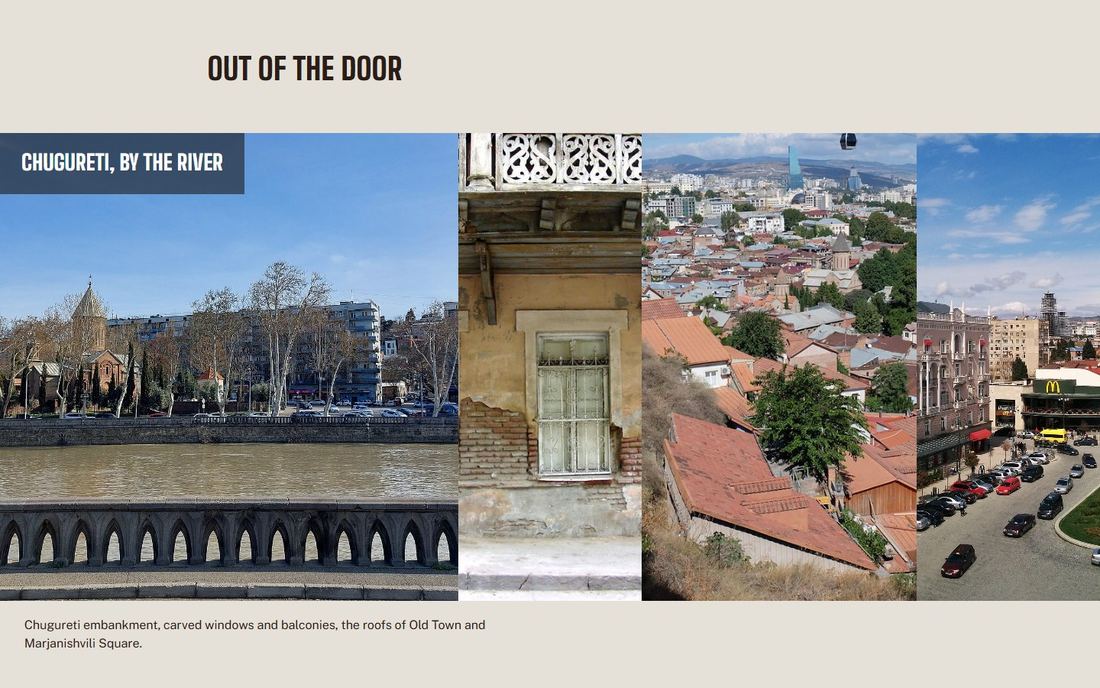 OUT OF THE DOOR
CHUGURETI, BY THE RIVER
Chugureti embankment, carved windows and balconies, the roofs of Old Town and
Marjanishvili Square.